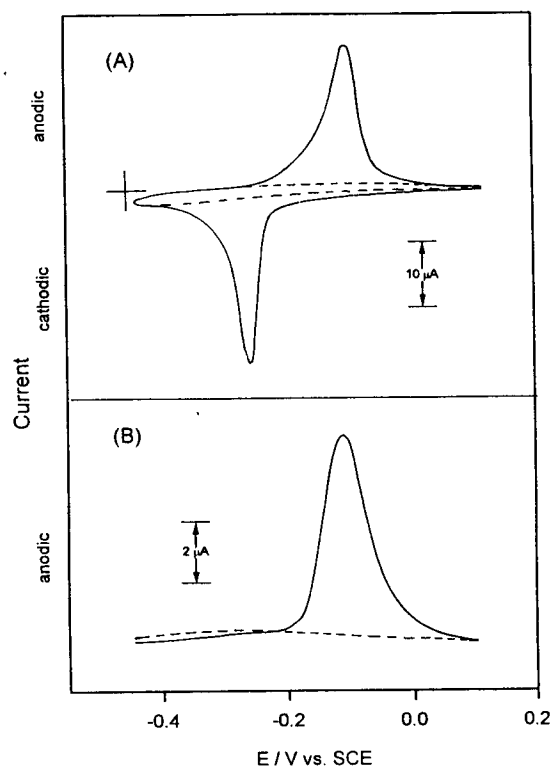 (A)
anodic
10 μA
cathodic
Current
(B)
2 μA
anodic
-0.4 -0.2 0.0 0.2
E / V vs. SCE